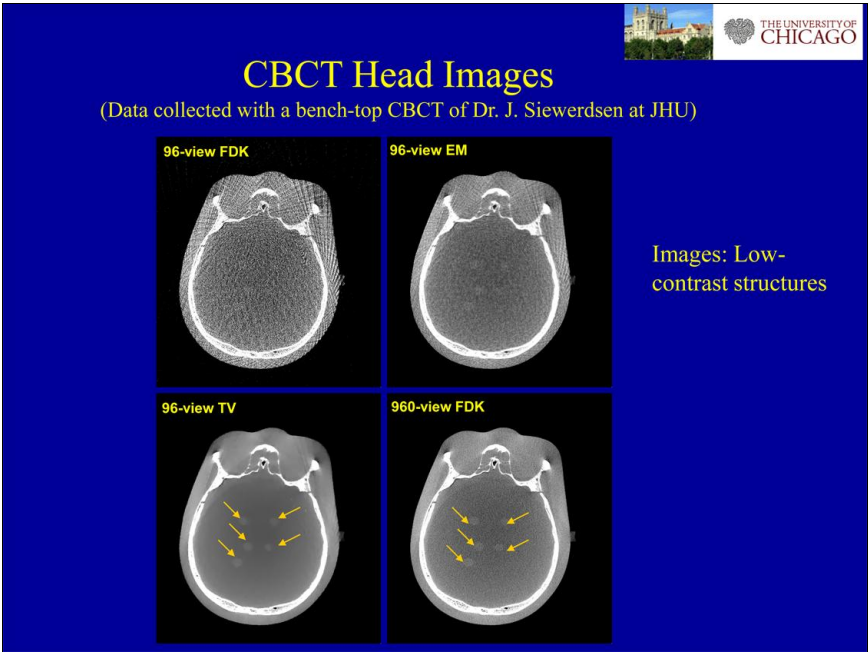 THE UNIVERSITY OF
CHICAGO
CBCT Head Images
(Data collected with a bench-top CBCT of Dr. J. Siewerdsen at JHU)
96-view FDK
96-view EM
Images: Low-
contrast structures
96-view TV
960-view FDK